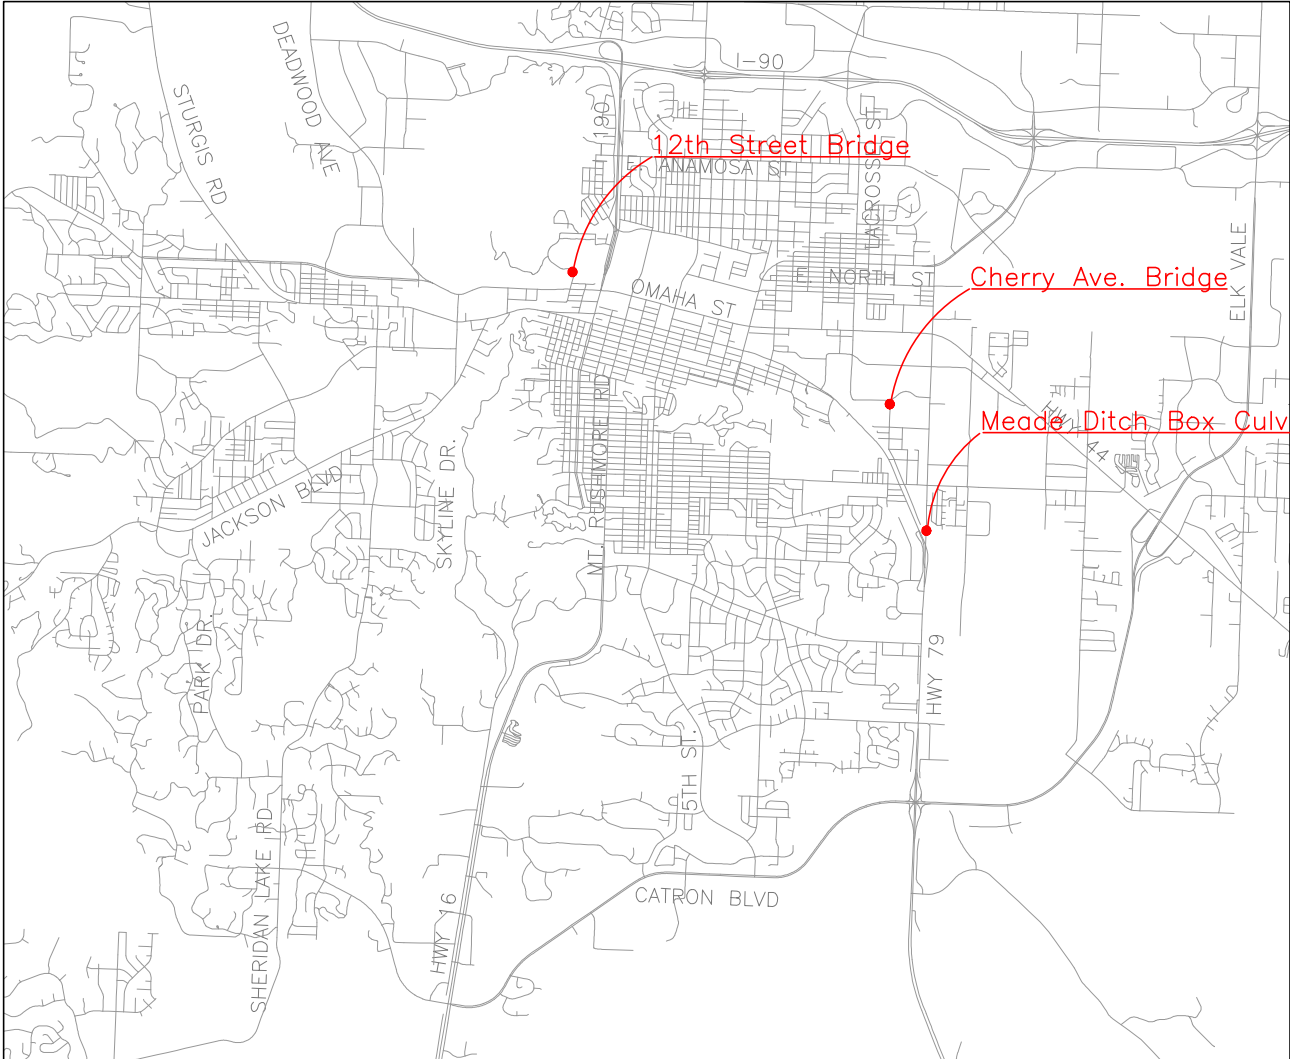 I-90
DEADWOOD AVE
STURGIS RD
I-190
12th Street Bridge
E. ANAMOSA ST
LACROSS ST
ELK VALE
E. NORTH ST
Cherry Ave. Bridge
OMAHA ST
HWY 44
Meade Ditch Box Culv
MT. RUSHMORE RD
JACKSON BLVD
SKYLINE DR.
PARK DR.
HWY 79
5TH ST.
SHERIDAN LAKE RD
HWY 16
CATRON BLVD